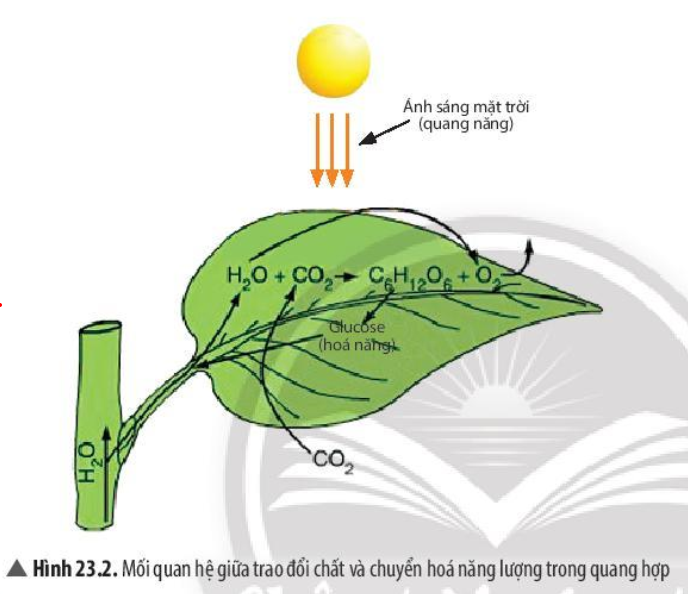 Ánh sáng mặt trời
(quang năng)
H₂O + CO₂ → C₆H₁₂O₆ + O₂
Glucose
(hoá năng)
H₂O
CO₂
▲ Hình 23.2. Mối quan hệ giữa trao đổi chất và chuyển hoá năng lượng trong quang hợp